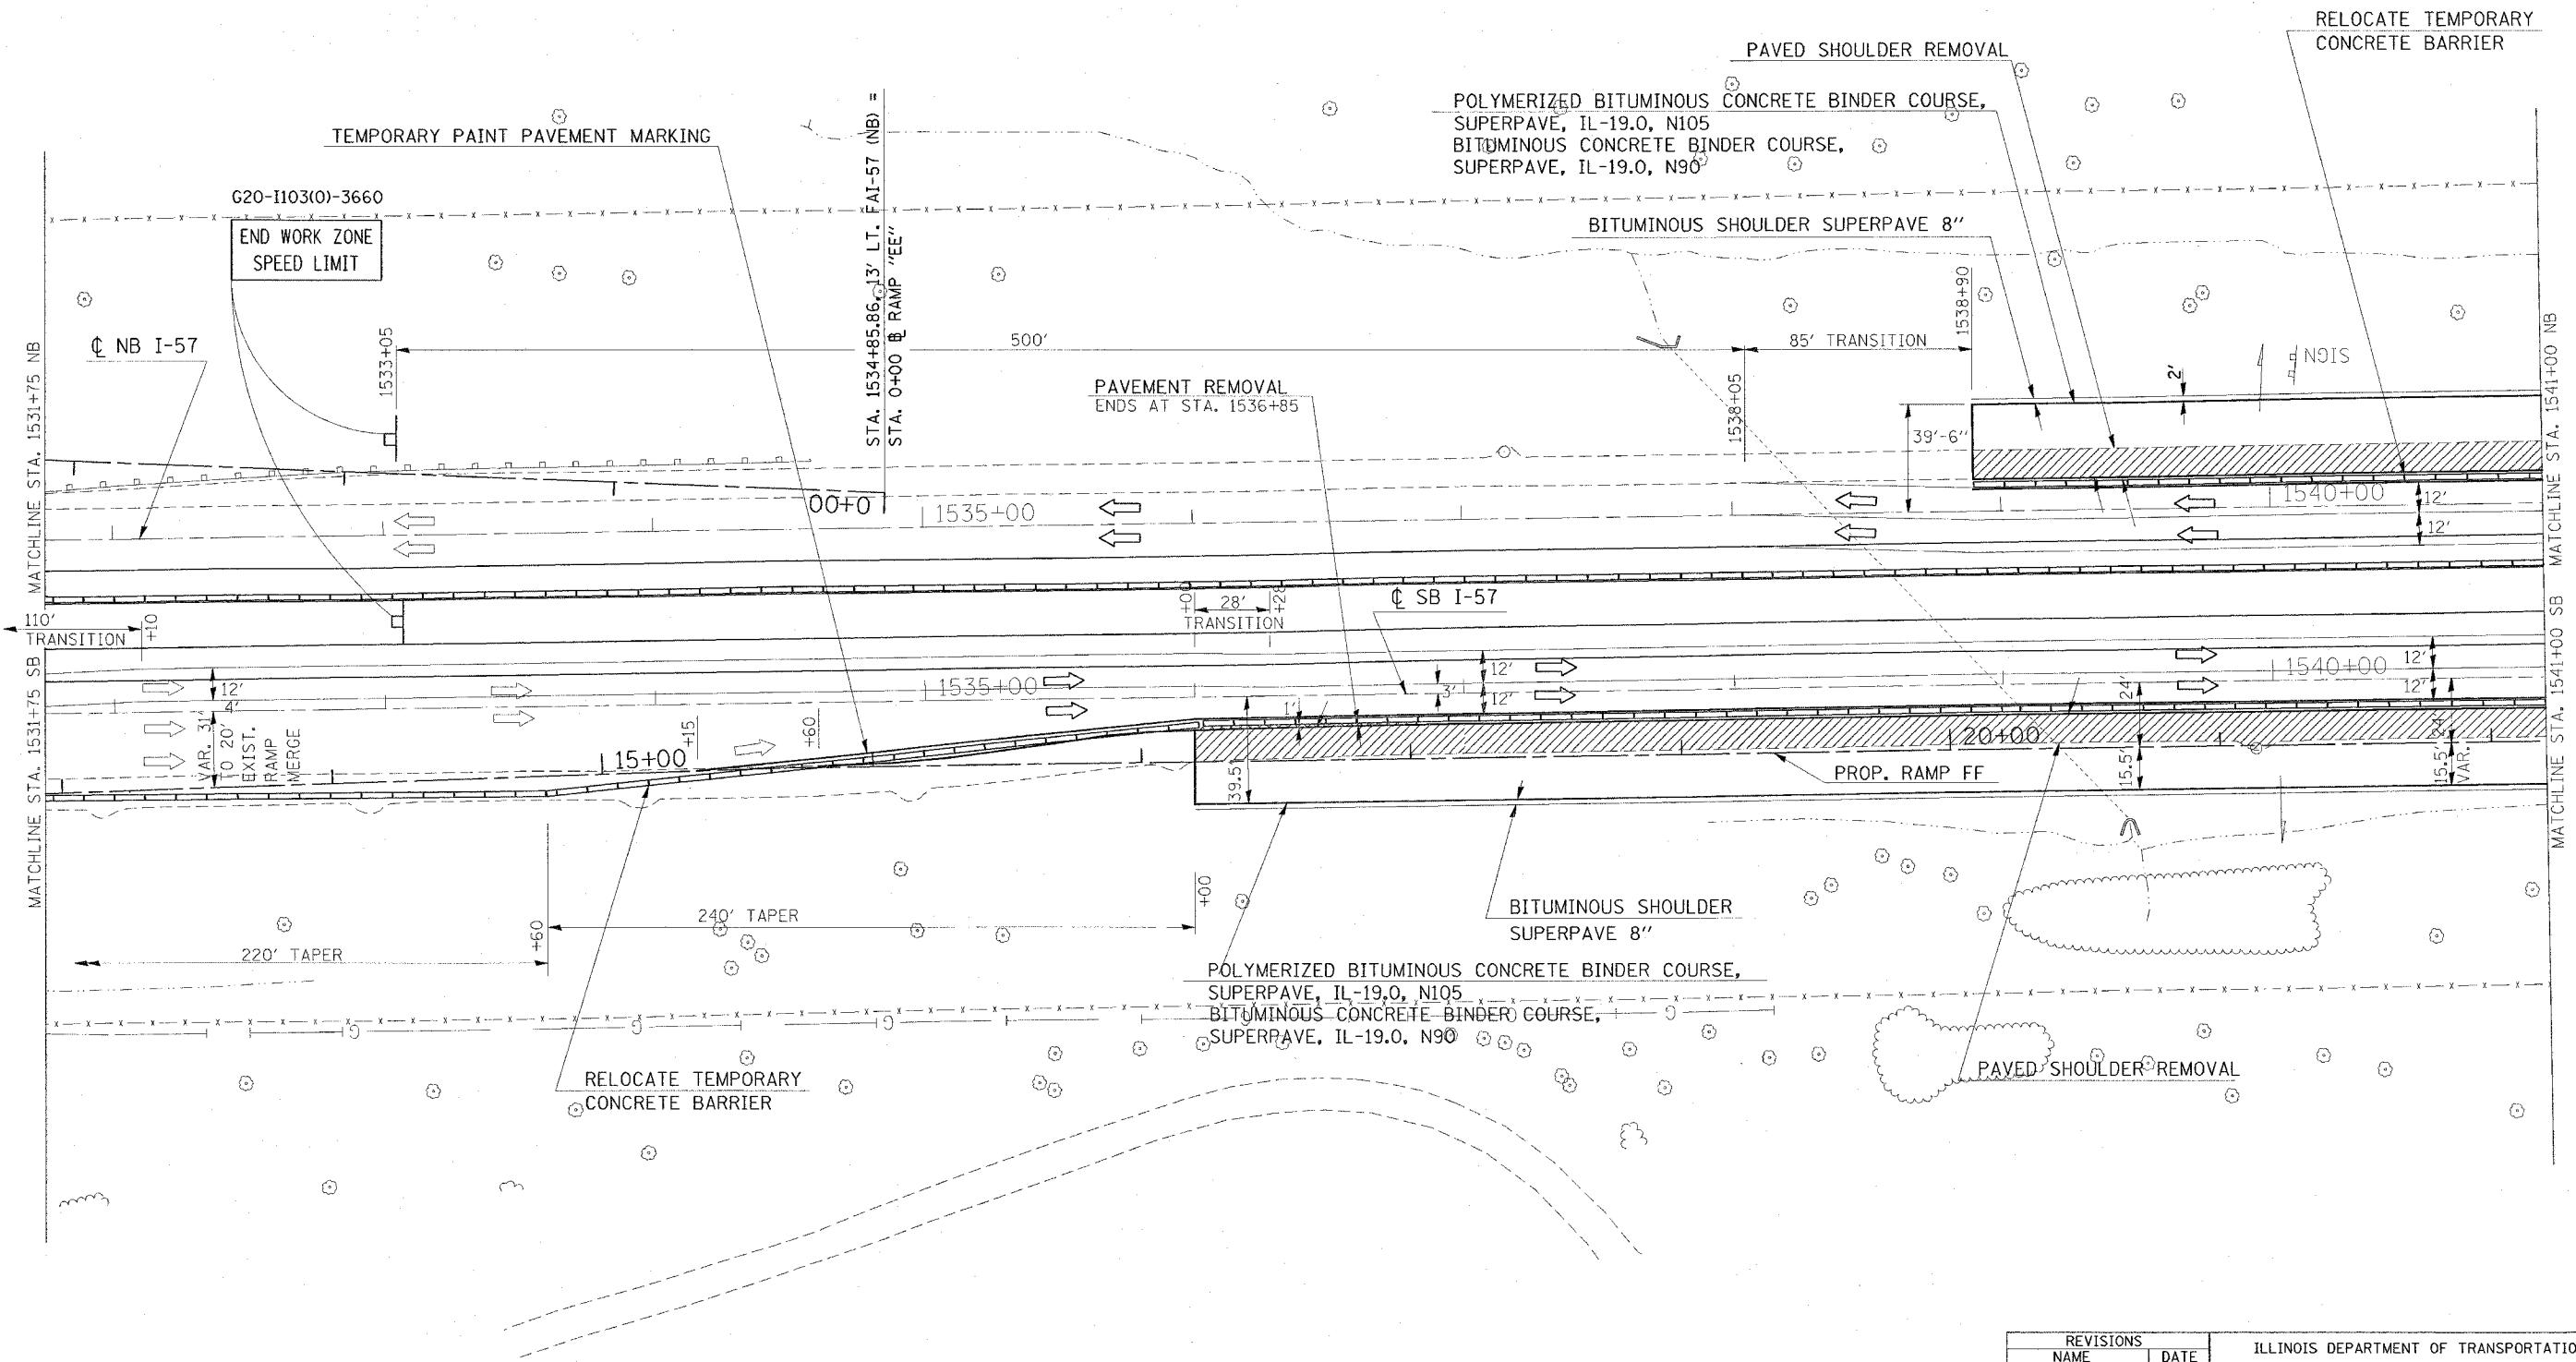 RELOCATE TEMPORARY
CONCRETE BARRIER
PAVED SHOULDER REMOVAL
POLYMERIZED BITUMINOUS CONCRETE BINDER COURSE,
SUPERPAVE, IL-19.0, N105
BITUMINOUS CONCRETE BINDER COURSE,
SUPERPAVE, IL-19.0, N90
TEMPORARY PAINT PAVEMENT MARKING
STA. 1534+85.86, 13' LT. FAI-57 (NB) =
STA. 0+00 ⅊ RAMP "EE"
G20-I103(0)-3660
END WORK ZONE
SPEED LIMIT
BITUMINOUS SHOULDER SUPERPAVE 8"
℄ NB I-57
1533+05
500'
85' TRANSITION
1538+90
SIGN
2'
MATCHLINE STA. 1531+75 NB
MATCHLINE STA. 1541+00 NB
PAVEMENT REMOVAL
ENDS AT STA. 1536+85
1538+05
39'-6"
00+0
1535+00
1540+00
12'
12'
110'
TRANSITION
+10
+00
28'
+28
TRANSITION
℄ SB I-57
MATCHLINE STA. 1531+75 SB
MATCHLINE STA. 1541+00 SB
12'
4'
VAR. 31'
TO 20'
EXIST.
RAMP
MERGE
1535+00
12'
3'
12'
1'
1540+00
12'
12'
15+00
+15
+60
20+00
24'
15.5'
24'
15.5'
VAR.
39.5'
PROP. RAMP FF
240' TAPER
+60
+00
220' TAPER
BITUMINOUS SHOULDER
SUPERPAVE 8"
POLYMERIZED BITUMINOUS CONCRETE BINDER COURSE,
SUPERPAVE, IL-19.0, N105
BITUMINOUS CONCRETE BINDER COURSE,
SUPERPAVE, IL-19.0, N90
RELOCATE TEMPORARY
CONCRETE BARRIER
PAVED SHOULDER REMOVAL
REVISIONS
NAME DATE
ILLINOIS DEPARTMENT OF TRANSPORTATIO